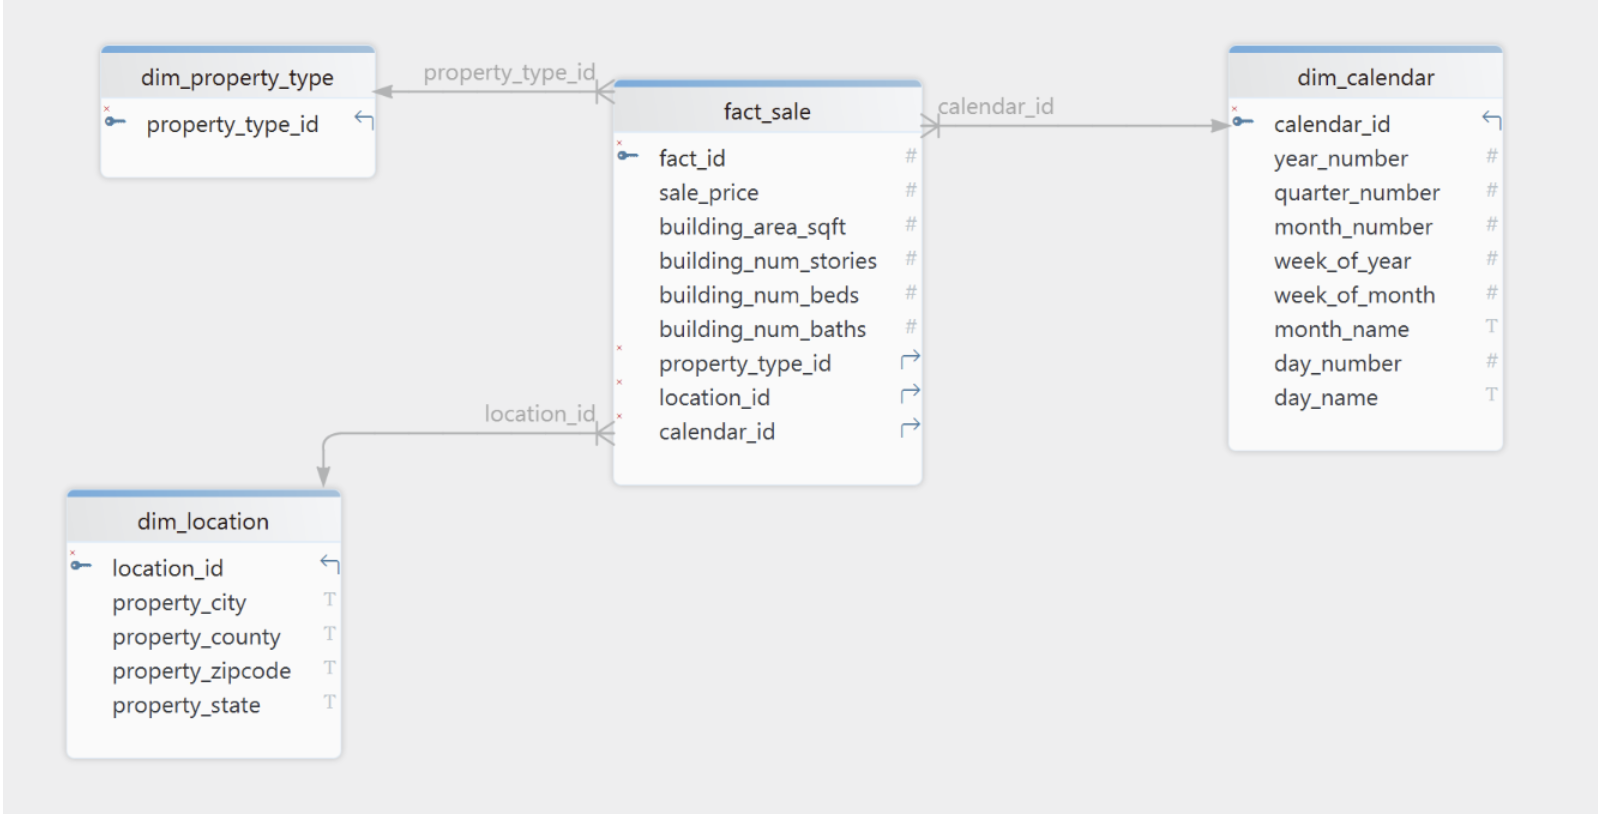 dim_property_type
property_type_id
property_type_id
fact_sale
fact_id #
sale_price #
building_area_sqft #
building_num_stories #
building_num_beds #
building_num_baths #
property_type_id
location_id
calendar_id
calendar_id
dim_calendar
calendar_id
year_number #
quarter_number #
month_number #
week_of_year #
week_of_month #
month_name T
day_number #
day_name T
location_id
dim_location
location_id
property_city T
property_county T
property_zipcode T
property_state T